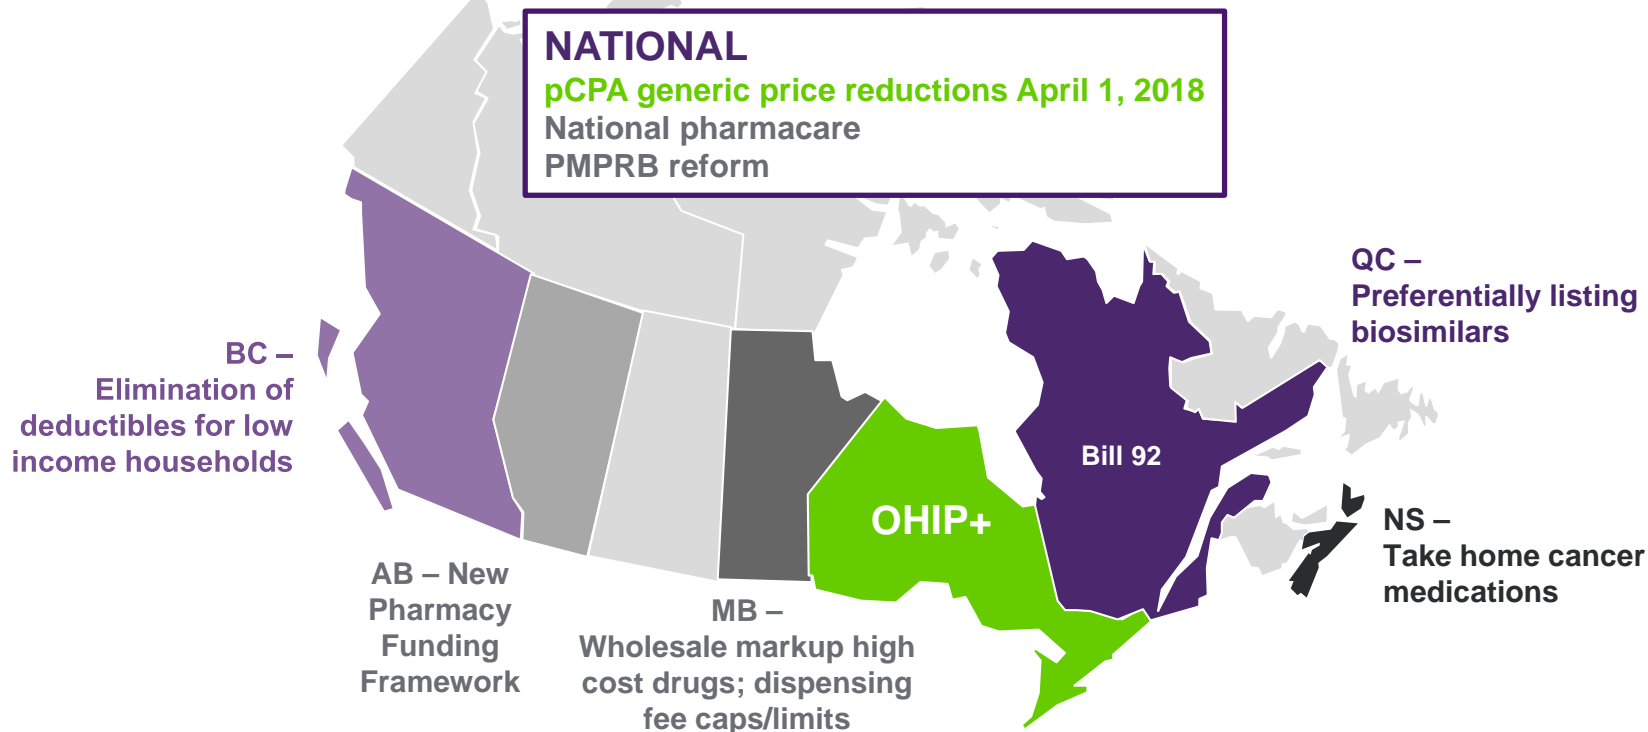 NATIONAL
pCPA generic price reductions April 1, 2018
National pharmacare
PMPRB reform
QC –
Preferentially listing
biosimilars
BC –
Elimination of
deductibles for low
income households
Bill 92
OHIP+
NS –
Take home cancer
medications
AB – New
Pharmacy
Funding
Framework
MB –
Wholesale markup high
cost drugs; dispensing
fee caps/limits